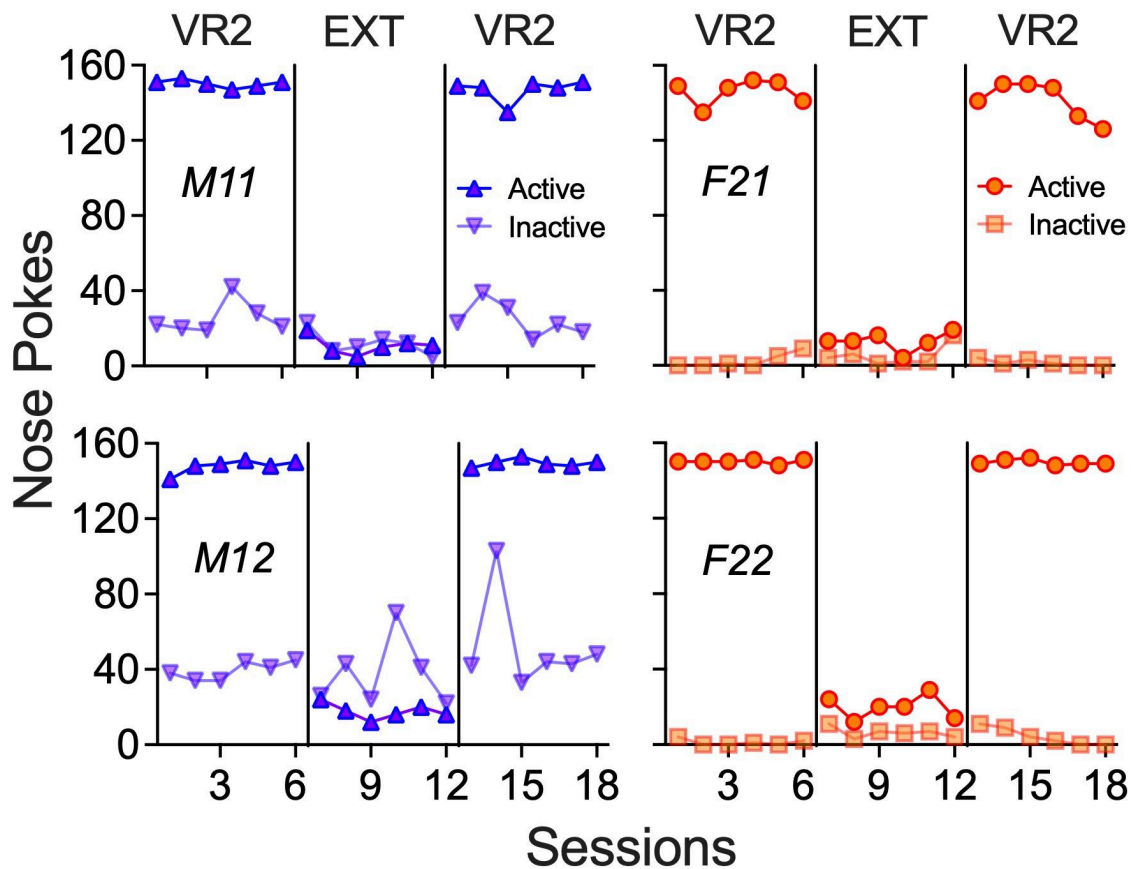 VR2 EXT VR2 VR2 EXT VR2
160
120
80
40
0
M11
Active
Inactive
F21
Active
Inactive
Nose Pokes
160
120
80
40
0
M12
F22
3 6 9 12 15 18 3 6 9 12 15 18
Sessions